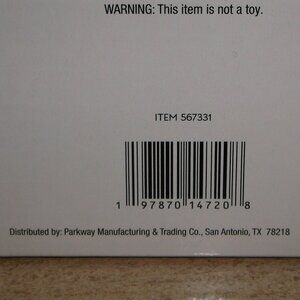 WARNING: This item is not a toy.
ITEM 567331
1 97870 14720 8
Distributed by: Parkway Manufacturing & Trading Co., San Antonio, TX 78218